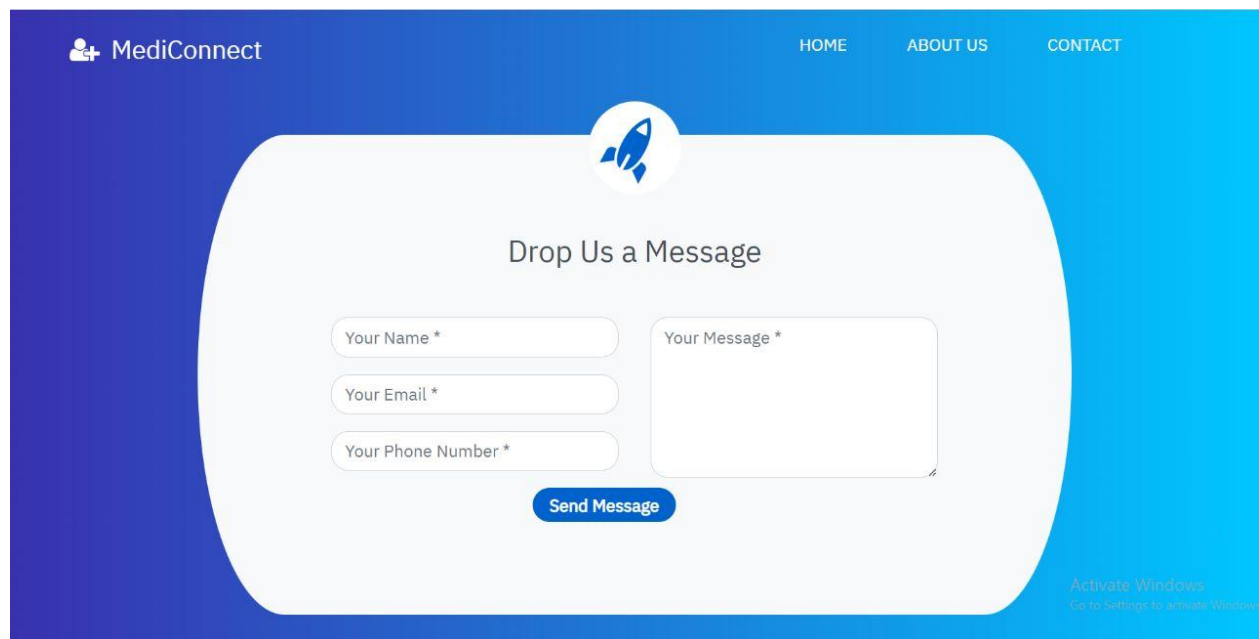 MediConnect
HOME ABOUT US CONTACT
Drop Us a Message
Your Name *
Your Email *
Your Phone Number *
Your Message *
Send Message
Activate Windows
Go to Settings to activate Windows